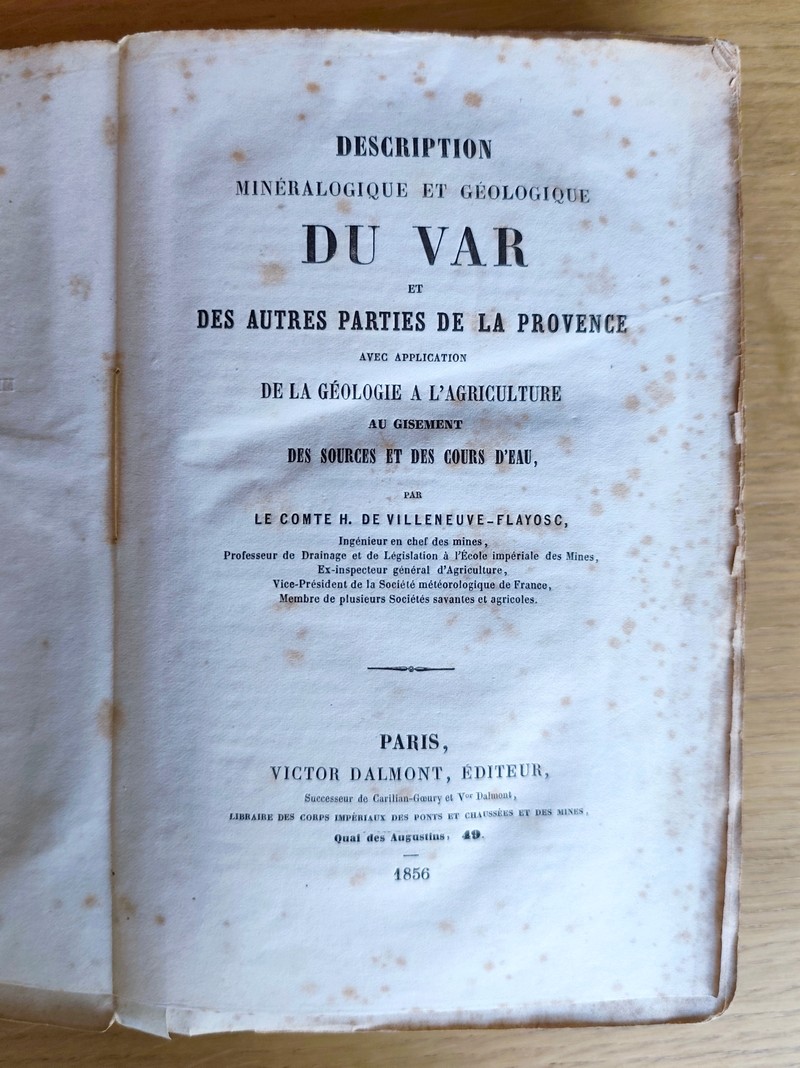 DESCRIPTION
MINÉRALOGIQUE ET GÉOLOGIQUE
DU VAR
ET
DES AUTRES PARTIES DE LA PROVENCE
AVEC APPLICATION
DE LA GÉOLOGIE A L'AGRICULTURE
AU GISEMENT
DES SOURCES ET DES COURS D'EAU,
PAR
LE COMTE H. DE VILLENEUVE-FLAYOSC,
Ingénieur en chef des mines,
Professeur de Drainage et de Législation à l'École impériale des Mines,
Ex-inspecteur général d'Agriculture,
Vice-Président de la Société météorologique de France,
Membre de plusieurs Sociétés savantes et agricoles.
PARIS,
VICTOR DALMONT, ÉDITEUR,
Successeur de Carilian-Gœury et Vor Dalmont,
LIBRAIRE DES CORPS IMPÉRIAUX DES PONTS ET CHAUSSÉES ET DES MINES,
Quai des Augustins, 49.
1856